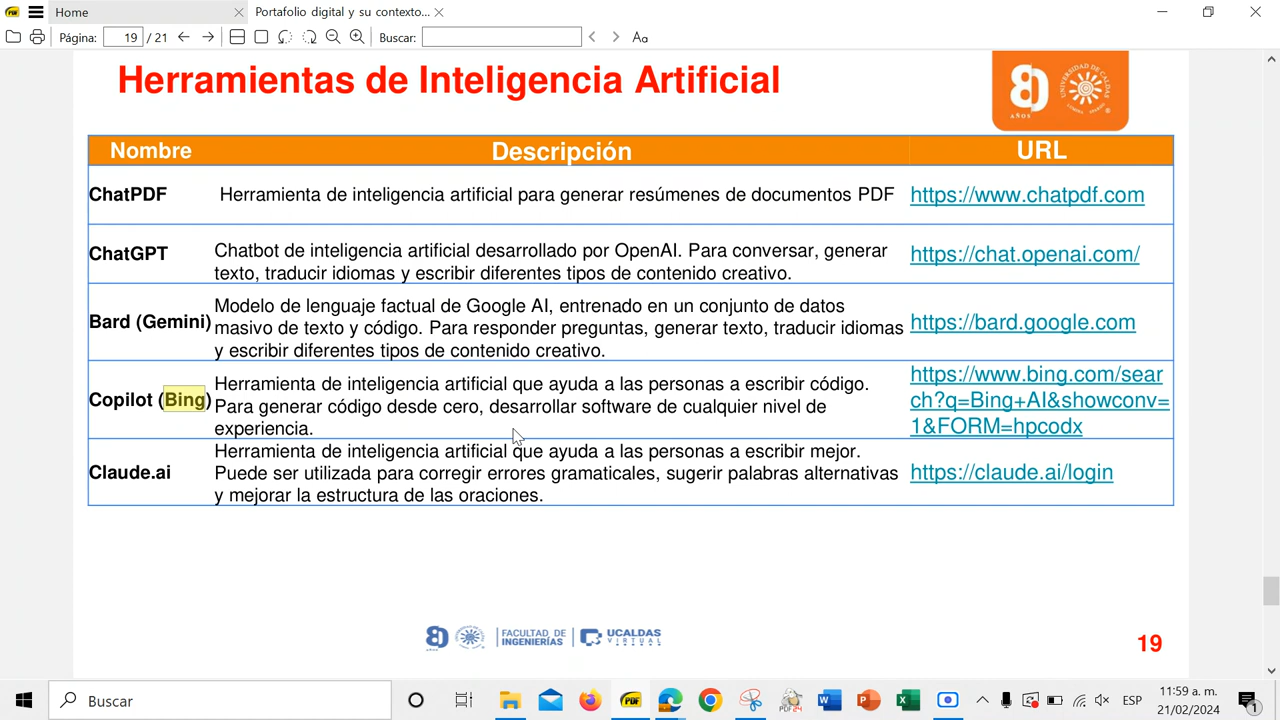 Home
Portafolio digital y su contexto...
Página: 19 / 21
Buscar:
Herramientas de Inteligencia Artificial
80
AÑOS
UNIVERSIDAD DE CALDAS
Nombre Descripción URL
ChatPDF Herramienta de inteligencia artificial para generar resúmenes de documentos PDF https://www.chatpdf.com
ChatGPT
Chatbot de inteligencia artificial desarrollado por OpenAI. Para conversar, generar
texto, traducir idiomas y escribir diferentes tipos de contenido creativo.
https://chat.openai.com/
Bard (Gemini)
Modelo de lenguaje factual de Google AI, entrenado en un conjunto de datos
masivo de texto y código. Para responder preguntas, generar texto, traducir idiomas
y escribir diferentes tipos de contenido creativo.
https://bard.google.com
Copilot (Bing)
Herramienta de inteligencia artificial que ayuda a las personas a escribir código.
Para generar código desde cero, desarrollar software de cualquier nivel de
experiencia.
https://www.bing.com/sear
ch?q=Bing+AI&showconv=
1&FORM=hpcodx
Claude.ai
Herramienta de inteligencia artificial que ayuda a las personas a escribir mejor.
Puede ser utilizada para corregir errores gramaticales, sugerir palabras alternativas
y mejorar la estructura de las oraciones.
https://claude.ai/login
80
FACULTAD DE
INGENIERÍAS
UCALDAS
VIRTUAL
19
Buscar
ESP
11:59 a. m.
21/02/2024
1